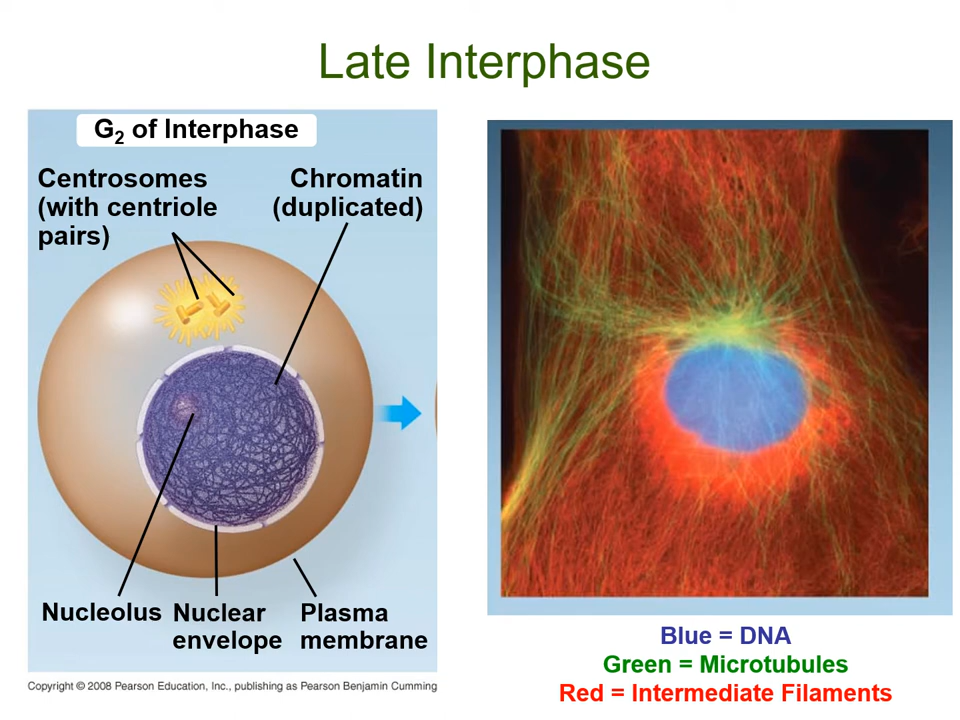 Late Interphase
G₂ of Interphase
Centrosomes
(with centriole
pairs)
Chromatin
(duplicated)
Nucleolus
Nuclear
envelope
Plasma
membrane
Copyright © 2008 Pearson Education, Inc., publishing as Pearson Benjamin Cumming
Blue = DNA
Green = Microtubules
Red = Intermediate Filaments